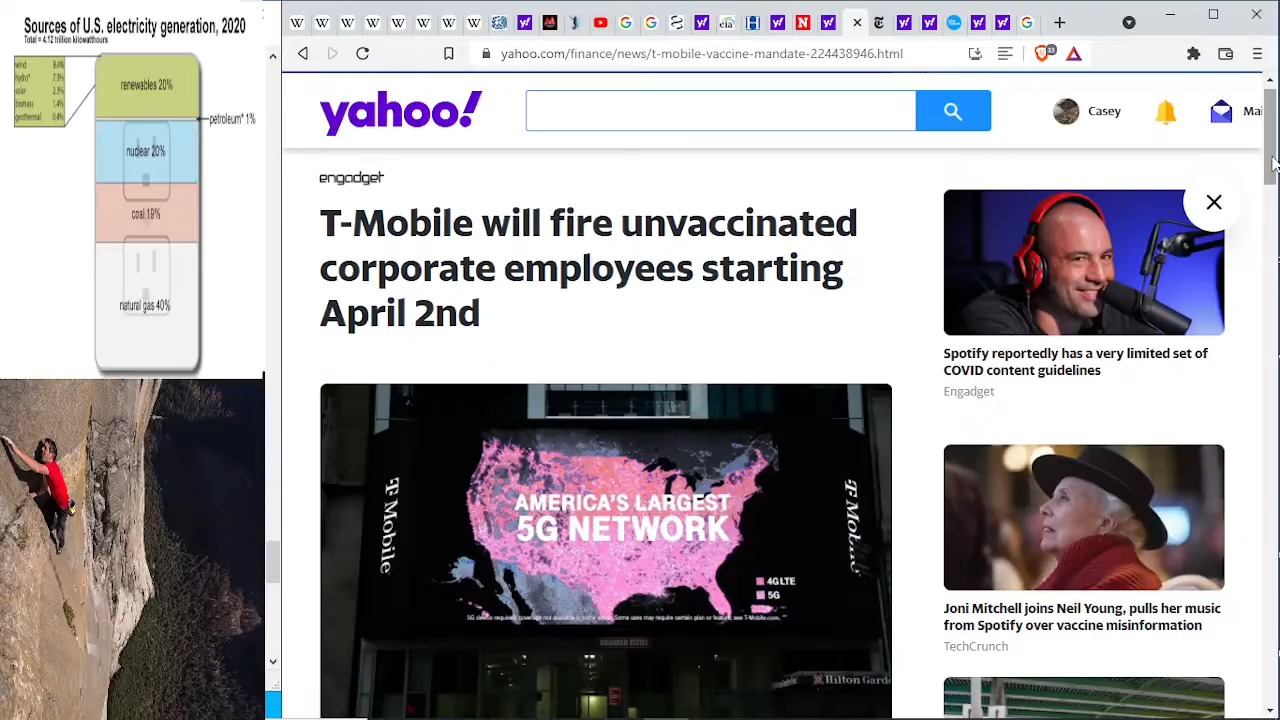 Sources of U.S. electricity generation, 2020
Total = 4.12 trillion kilowatthours
wind 8.4%
hydro* 7.3%
solar 2.3%
biomass 1.4%
geothermal 0.4%
renewables 20%
petroleum* 1%
nuclear 20%
coal 19%
natural gas 40%
yahoo.com/finance/news/t-mobile-vaccine-mandate-224438946.html
33
yahoo!
Casey
Mai
engadget
T-Mobile will fire unvaccinated
corporate employees starting
April 2nd
T Mobile
AMERICA'S LARGEST
5G NETWORK
4G LTE
5G
T Mobile
Hilton Garde
Spotify reportedly has a very limited set of
COVID content guidelines
Engadget
Joni Mitchell joins Neil Young, pulls her music
from Spotify over vaccine misinformation
TechCrunch